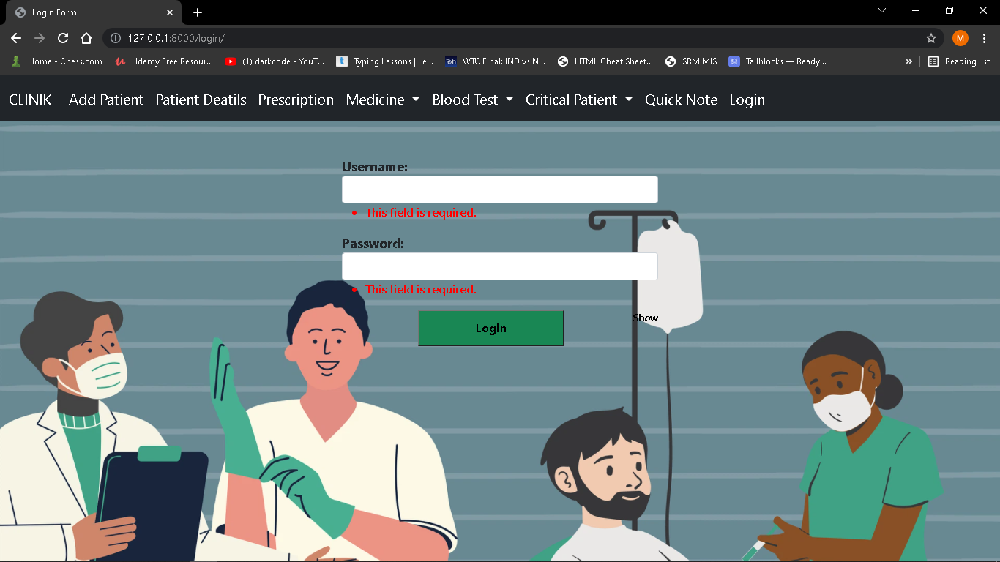 Login Form
127.0.0.1:8000/login/
M
Home - Chess.com
Udemy Free Resour...
(1) darkcode - YouT...
t
Typing Lessons | Le...
WTC Final: IND vs N...
HTML Cheat Sheet...
SRM MIS
Tailblocks — Ready...
»
Reading list
CLINIK Add Patient Patient Deatils Prescription Medicine Blood Test Critical Patient Quick Note Login
Username:
• This field is required.
Password:
• This field is required.
Show
Login